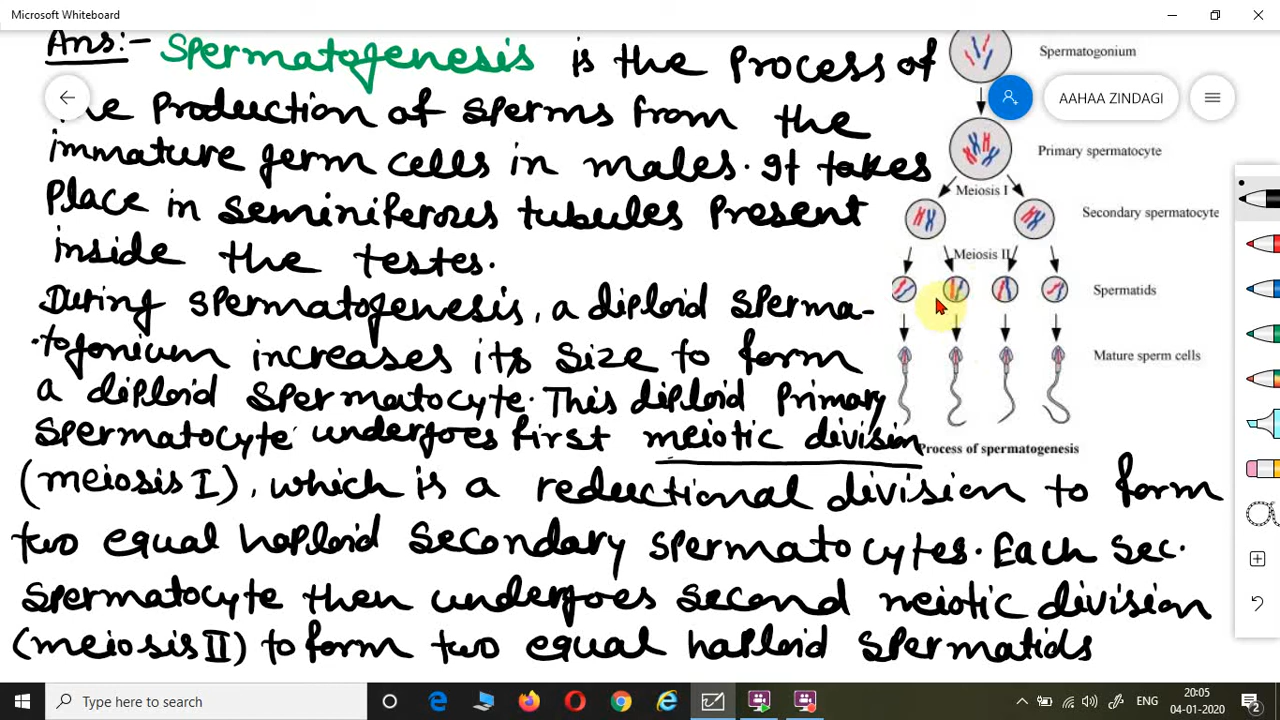 Microsoft Whiteboard
Ans:- Spermatogenesis is the Process of
the Production of sperms from the
immature germ cells in males. It takes
Place in seminiferous tubules Present
inside the testes.
During spermatogenesis, a diploid sperma-
-togonium increases its size to form
a diploid spermatocyte. This diploid Primary
spermatocyte undergoes first meiotic division
(meiosis I), which is a reductional division to form
two equal haploid secondary spermatocytes. Each sec.
spermatocyte then undergoes second meiotic division
(meiosis II) to form two equal haploid spermatids
Spermatogonium
AAHAA ZINDAGI
Primary spermatocyte
Meiosis I
Secondary spermatocyte
Meiosis II
Spermatids
Mature sperm cells
Process of spermatogenesis
Type here to search
ENG
20:05
04-01-2020
2